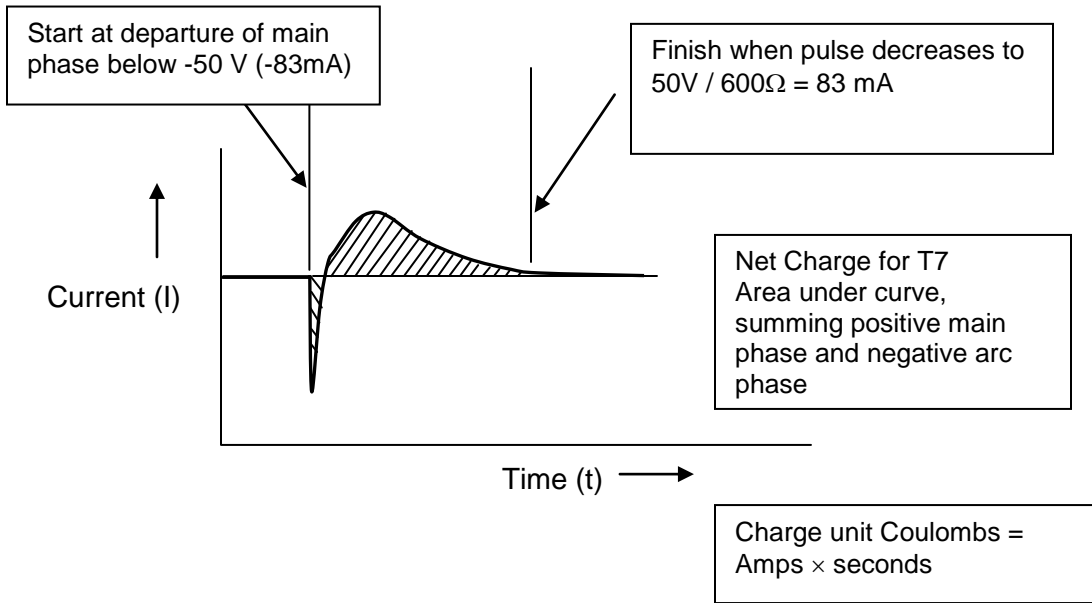 Start at departure of main
phase below -50 V (-83mA)
Finish when pulse decreases to
50V / 600Ω = 83 mA
Current (I)
Net Charge for T7
Area under curve,
summing positive main
phase and negative arc
phase
Time (t)
Charge unit Coulombs =
Amps × seconds